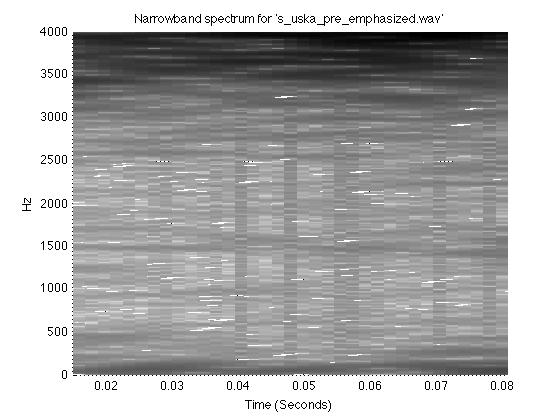 Narrowband spectrum for 's_uska_pre_emphasized.wav'
4000
3500
3000
2500
2000
1500
1000
500
0
Hz
0.02 0.03 0.04 0.05 0.06 0.07 0.08
Time (Seconds)